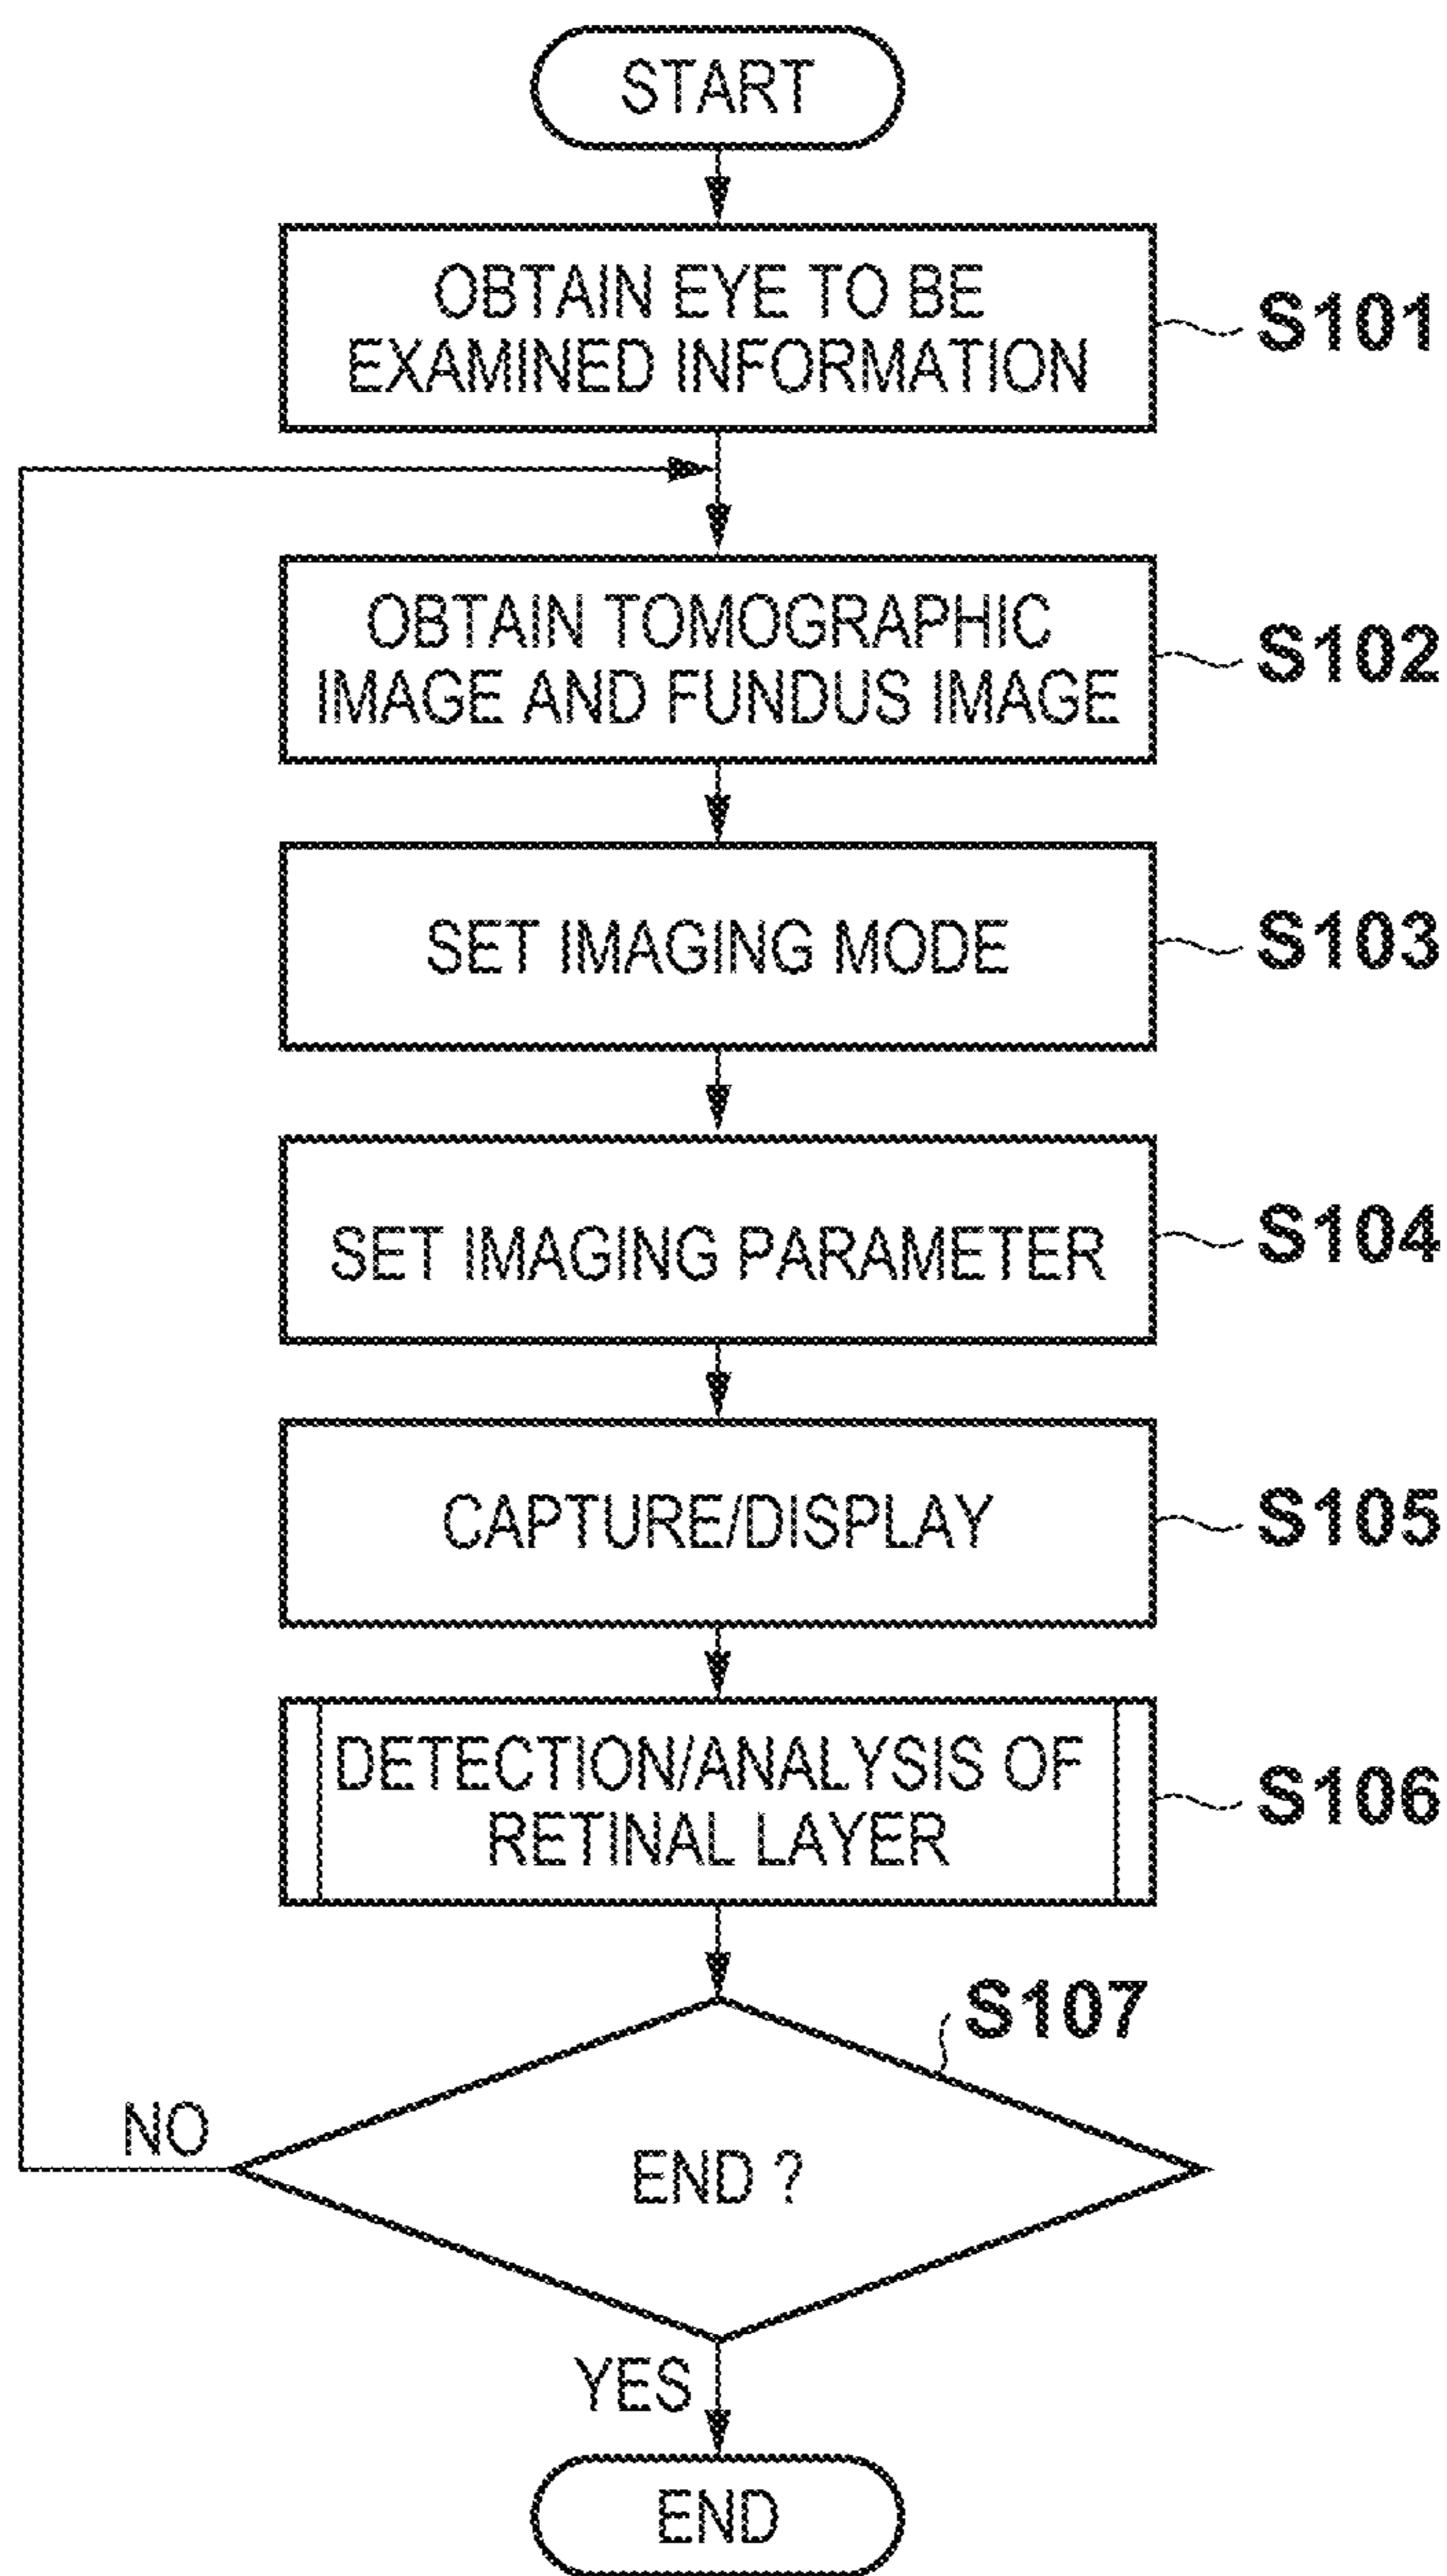 START
OBTAIN EYE TO BE
EXAMINED INFORMATION
S101
OBTAIN TOMOGRAPHIC
IMAGE AND FUNDUS IMAGE
S102
SET IMAGING MODE
S103
SET IMAGING PARAMETER
S104
CAPTURE/DISPLAY
S105
DETECTION/ANALYSIS OF
RETINAL LAYER
S106
S107
NO
END ?
YES
END